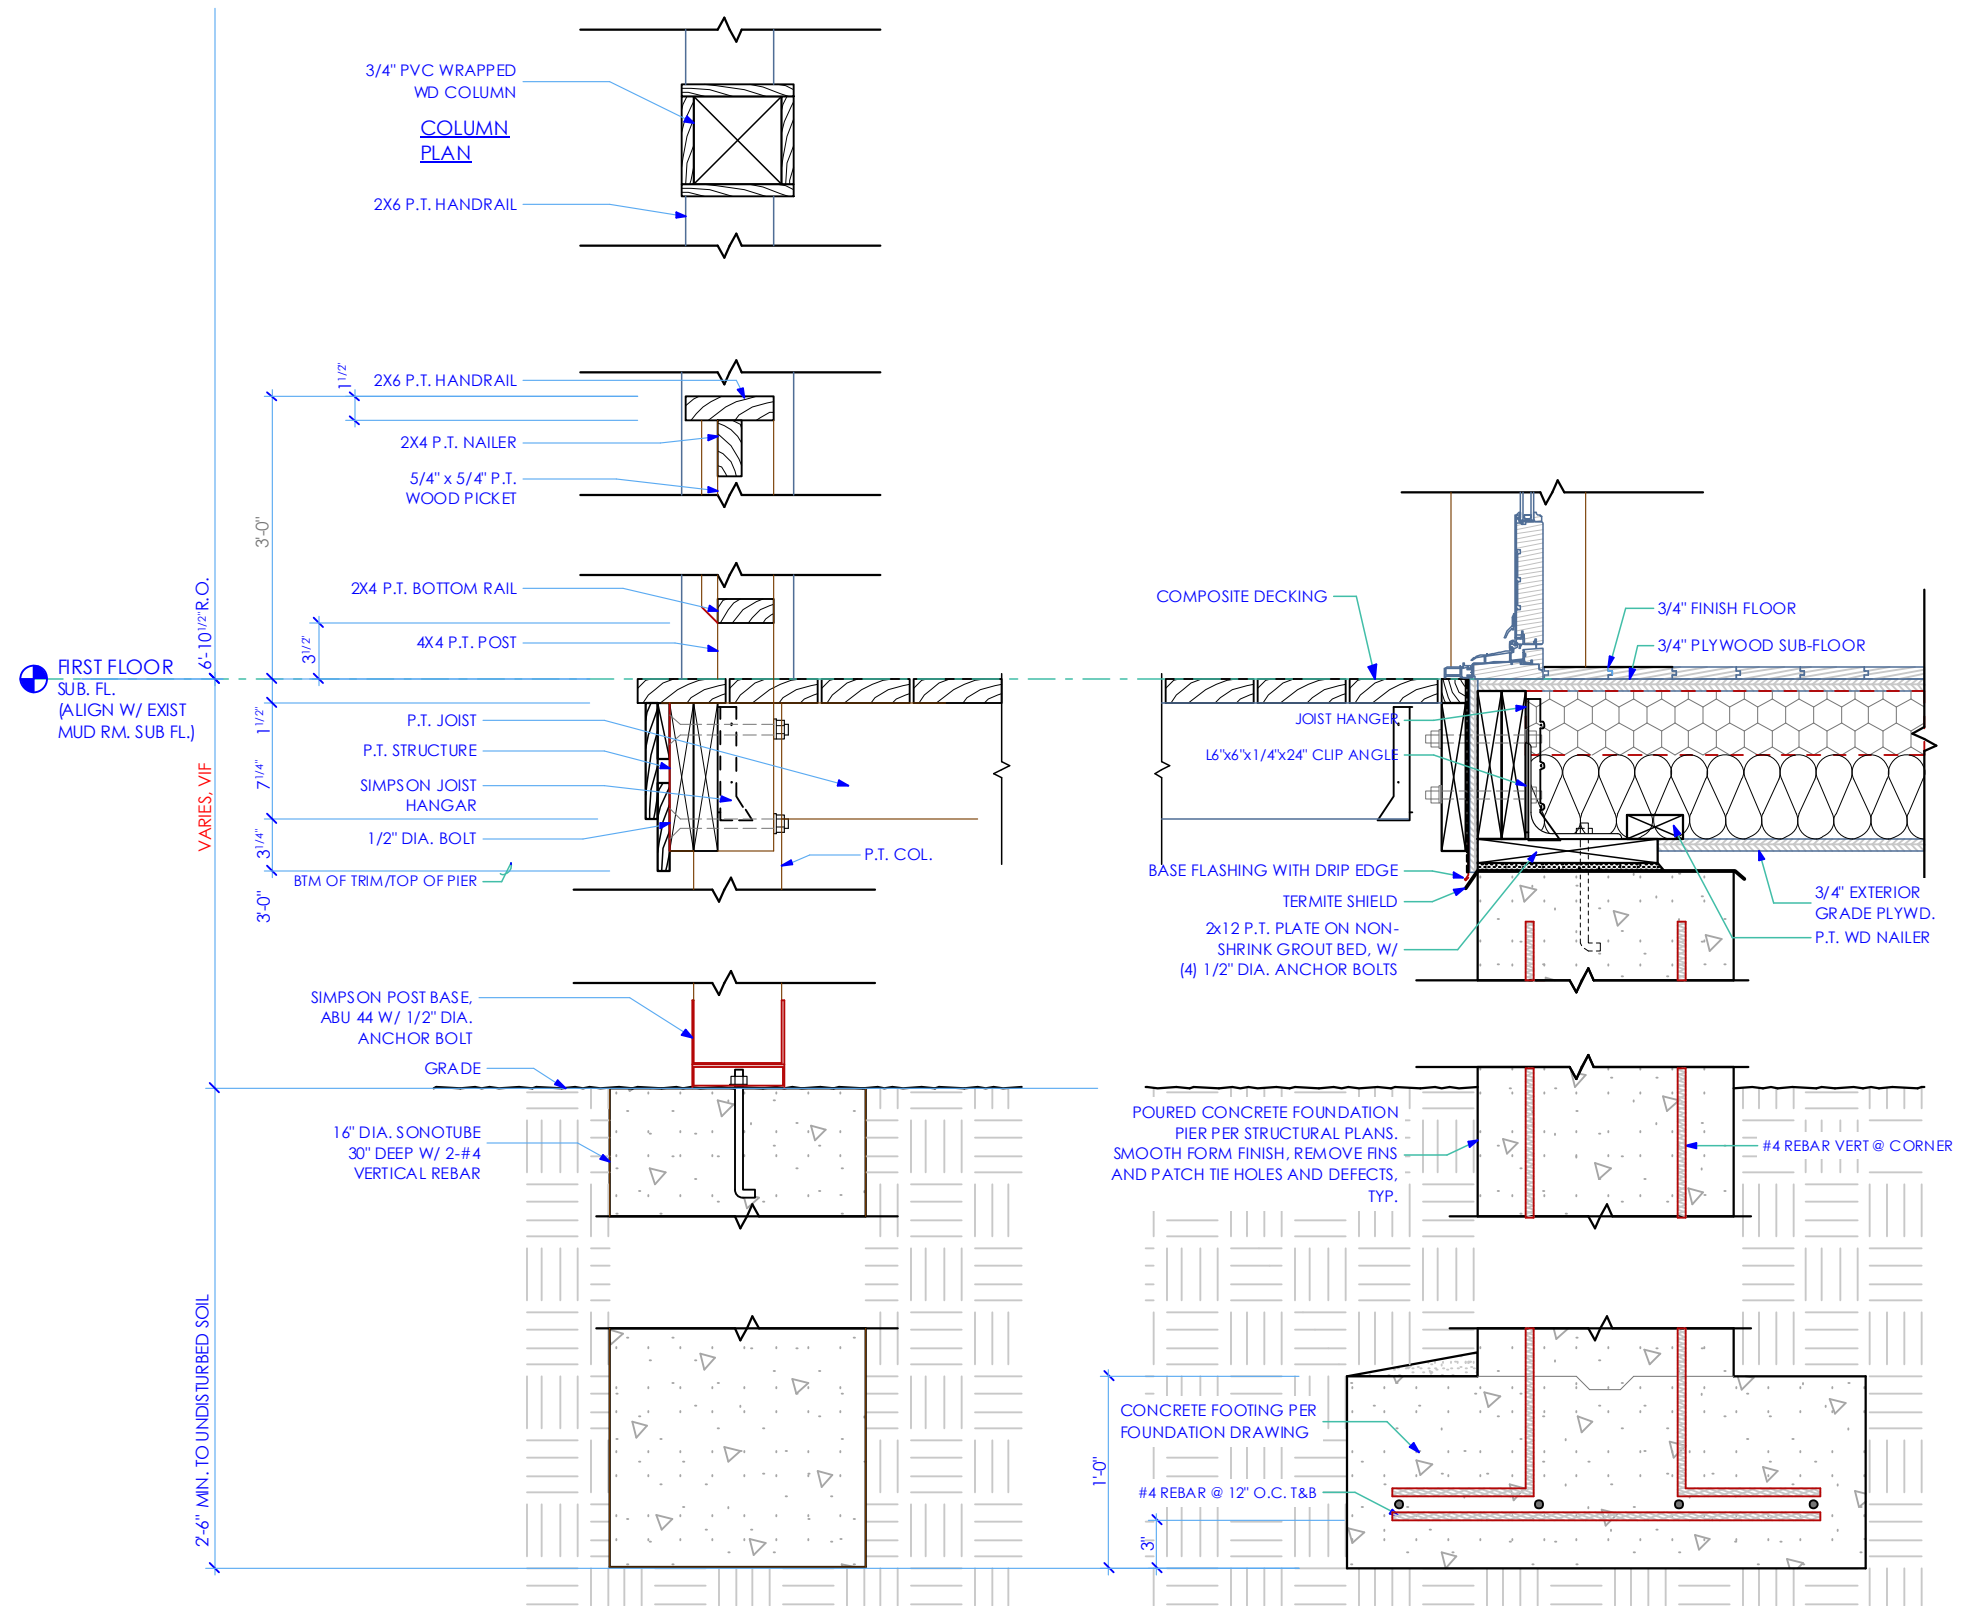 3/4" PVC WRAPPED
WD COLUMN
COLUMN
PLAN
2X6 P.T. HANDRAIL
1 1/2"
2X6 P.T. HANDRAIL
2X4 P.T. NAILER
5/4" x 5/4" P.T.
WOOD PICKET
3'-0"
2X4 P.T. BOTTOM RAIL
6'-10 1/2" R.O.
3 1/2"
4X4 P.T. POST
FIRST FLOOR
SUB. FL.
(ALIGN W/ EXIST
MUD RM. SUB FL.)
1 1/2"
P.T. JOIST
P.T. STRUCTURE
7 1/4"
SIMPSON JOIST
HANGAR
VARIES, VIF
1/2" DIA. BOLT
3 1/4"
P.T. COL.
BTM OF TRIM/TOP OF PIER
3'-0"
SIMPSON POST BASE,
ABU 44 W/ 1/2" DIA.
ANCHOR BOLT
GRADE
16" DIA. SONOTUBE
30" DEEP W/ 2-#4
VERTICAL REBAR
2'-6" MIN. TO UNDISTURBED SOIL
COMPOSITE DECKING
3/4" FINISH FLOOR
3/4" PLYWOOD SUB-FLOOR
JOIST HANGER
L6"x6"x1/4"x24" CLIP ANGLE
BASE FLASHING WITH DRIP EDGE
TERMITE SHIELD
2x12 P.T. PLATE ON NON-
SHRINK GROUT BED, W/
(4) 1/2" DIA. ANCHOR BOLTS
3/4" EXTERIOR
GRADE PLYWD.
P.T. WD NAILER
POURED CONCRETE FOUNDATION
PIER PER STRUCTURAL PLANS.
SMOOTH FORM FINISH, REMOVE FINS
AND PATCH TIE HOLES AND DEFECTS,
TYP.
#4 REBAR VERT @ CORNER
CONCRETE FOOTING PER
FOUNDATION DRAWING
1'-0"
#4 REBAR @ 12" O.C. T&B
3"